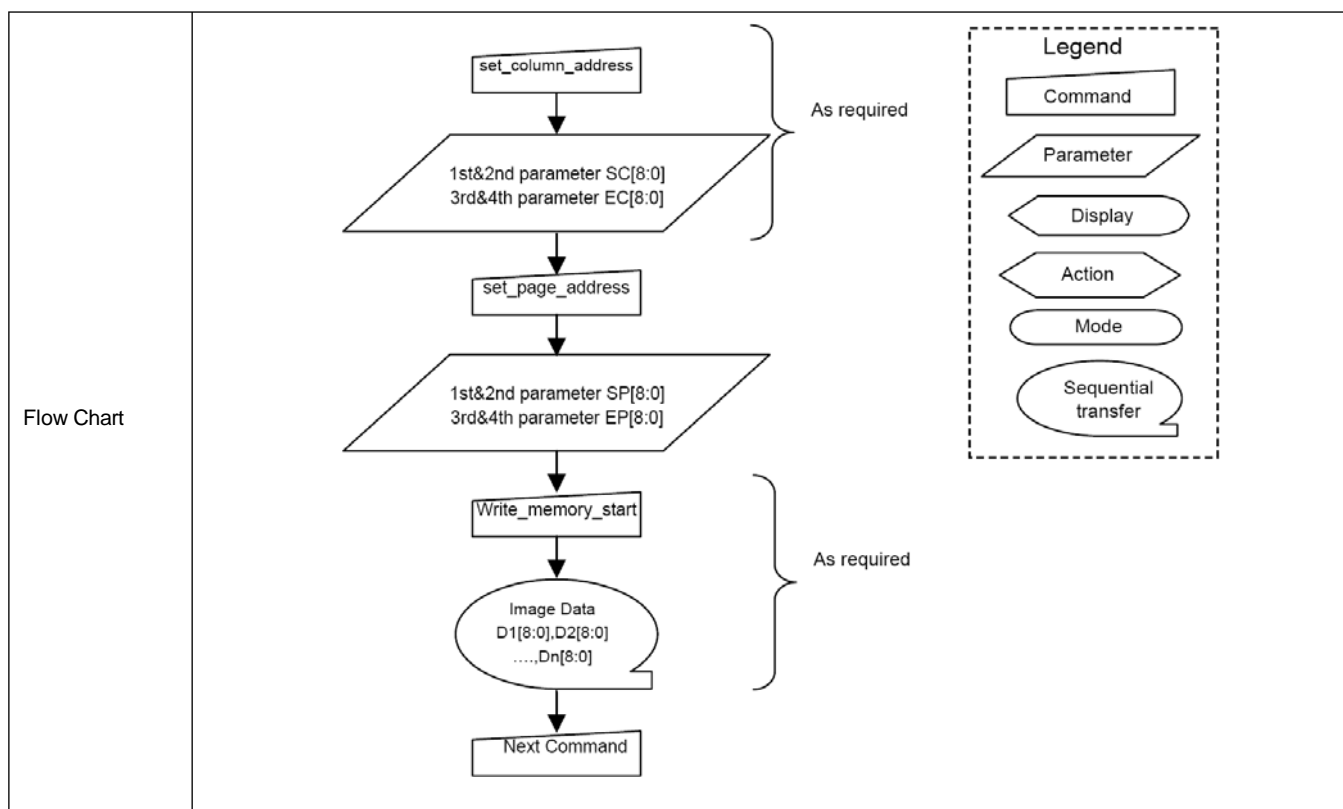 Flow Chart
set_column_address
1st&2nd parameter SC[8:0]
3rd&4th parameter EC[8:0]
As required
set_page_address
1st&2nd parameter SP[8:0]
3rd&4th parameter EP[8:0]
Write_memory_start
Image Data
D1[8:0],D2[8:0]
....,Dn[8:0]
As required
Next Command
Legend
Command
Parameter
Display
Action
Mode
Sequential
transfer